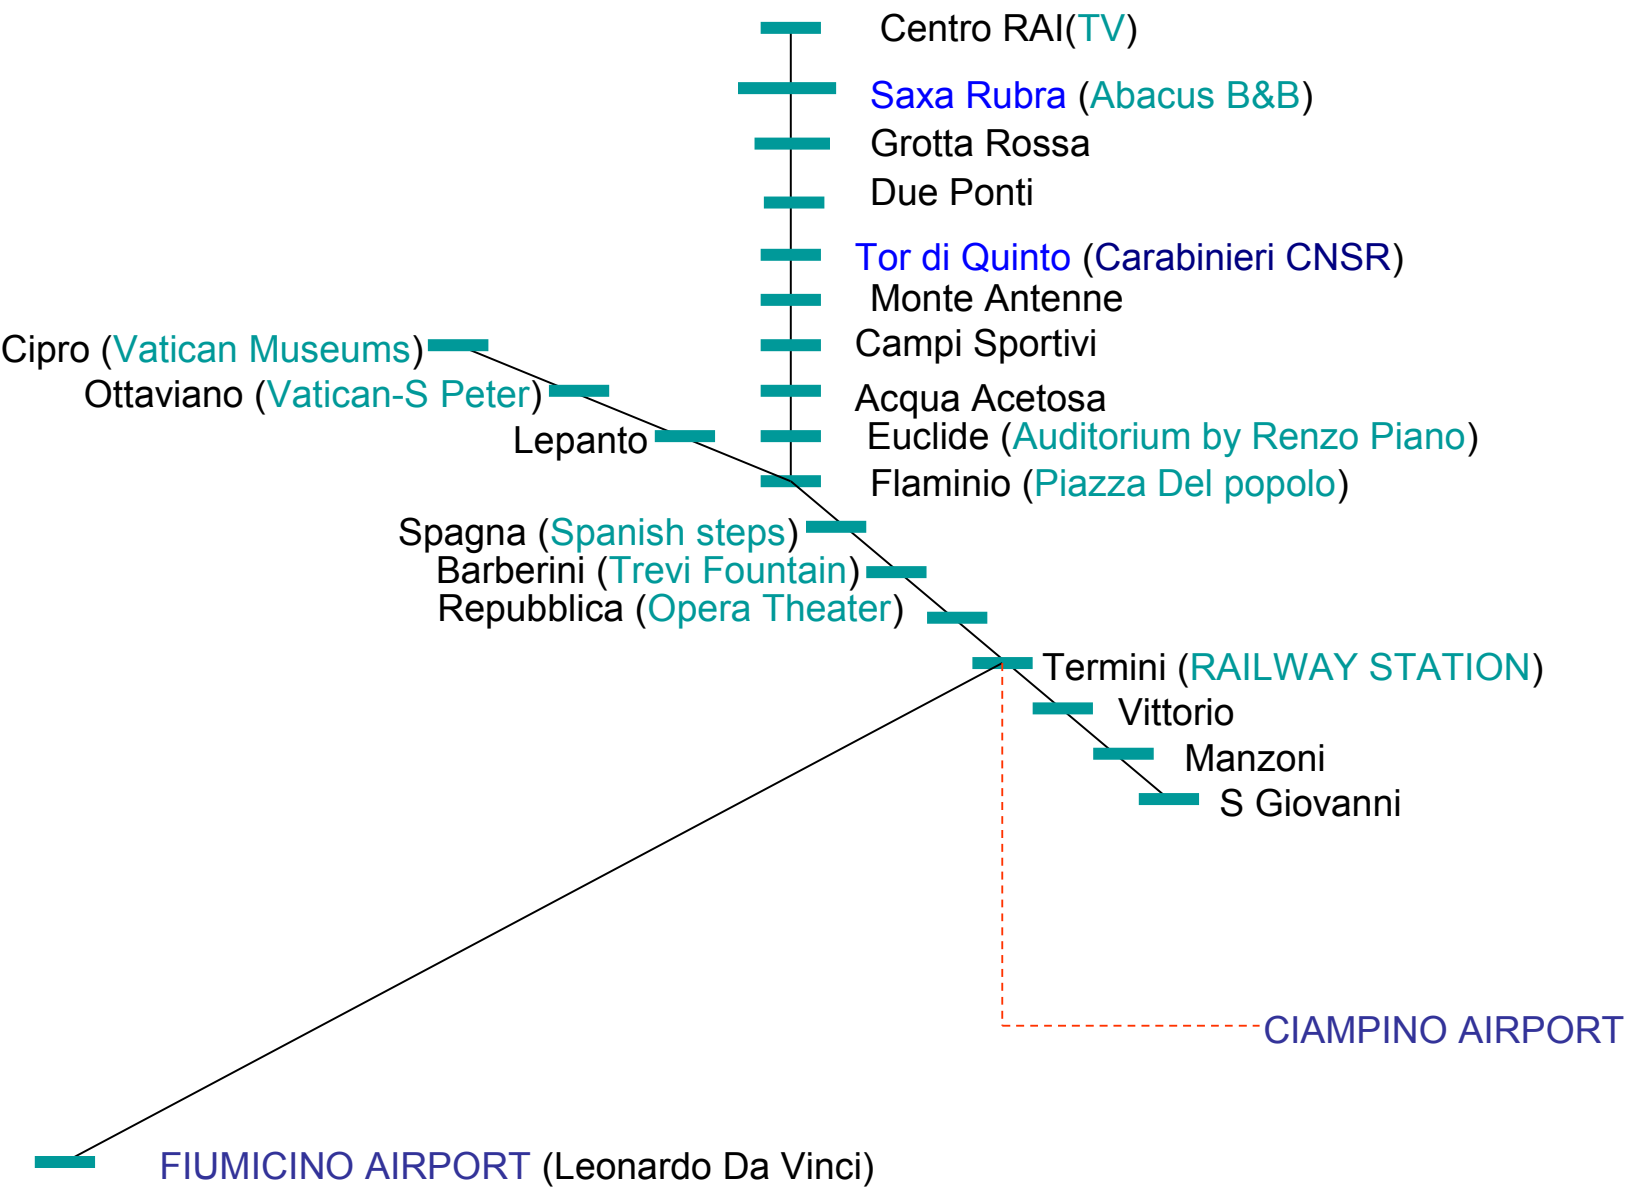 Centro RAI(TV)
Saxa Rubra (Abacus B&B)
Grotta Rossa
Due Ponti
Tor di Quinto (Carabinieri CNSR)
Monte Antenne
Campi Sportivi
Cipro (Vatican Museums)
Ottaviano (Vatican-S Peter)
Acqua Acetosa
Lepanto
Euclide (Auditorium by Renzo Piano)
Flaminio (Piazza Del popolo)
Spagna (Spanish steps)
Barberini (Trevi Fountain)
Repubblica (Opera Theater)
Termini (RAILWAY STATION)
Vittorio
Manzoni
S Giovanni
CIAMPINO AIRPORT
FIUMICINO AIRPORT (Leonardo Da Vinci)